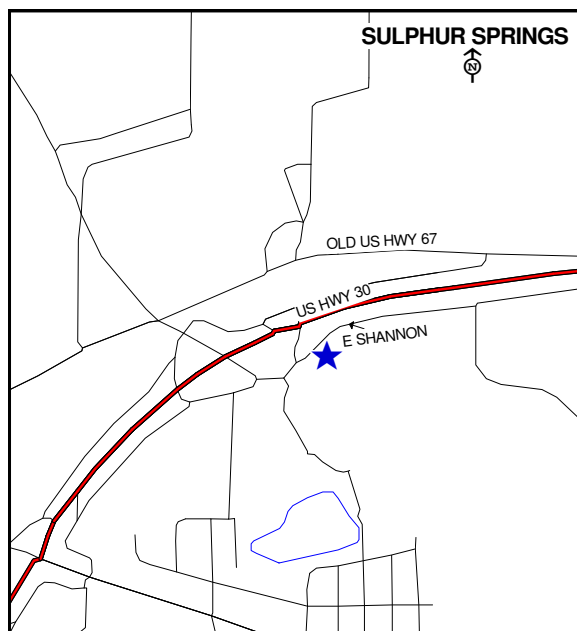 SULPHUR SPRINGS
N
OLD US HWY 67
US HWY 30
E SHANNON